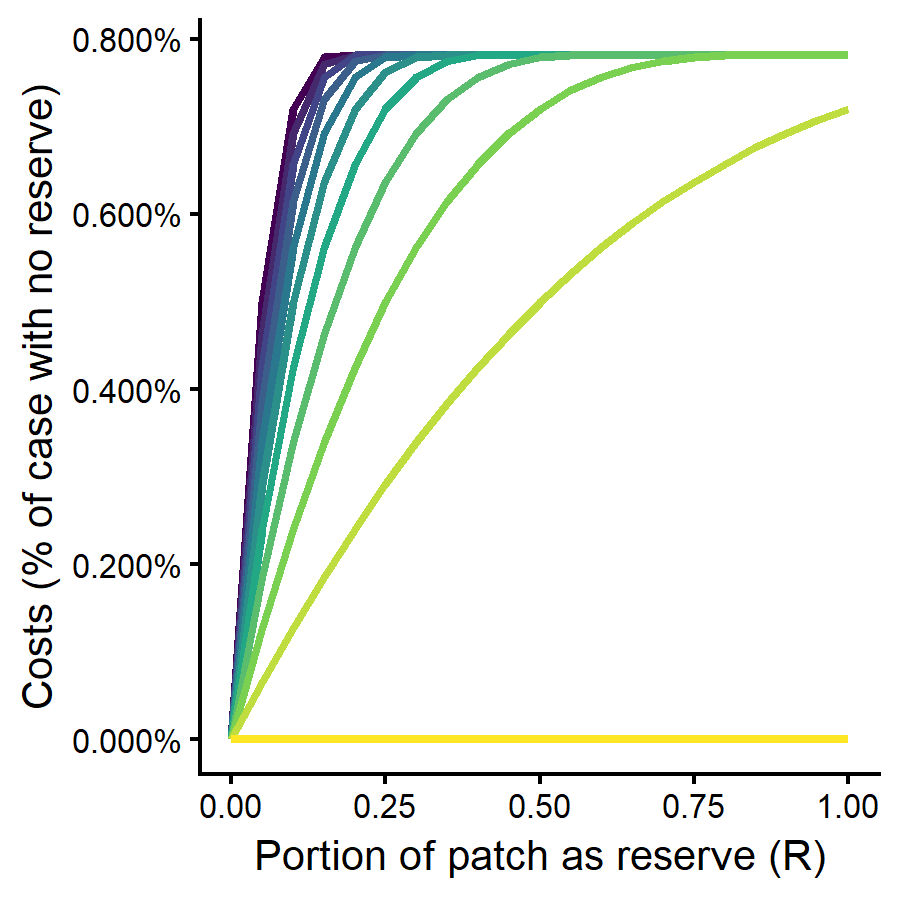 Costs (% of case with no reserve)
0.800%
0.600%
0.400%
0.200%
0.000%
0.00 0.25 0.50 0.75 1.00
Portion of patch as reserve (R)